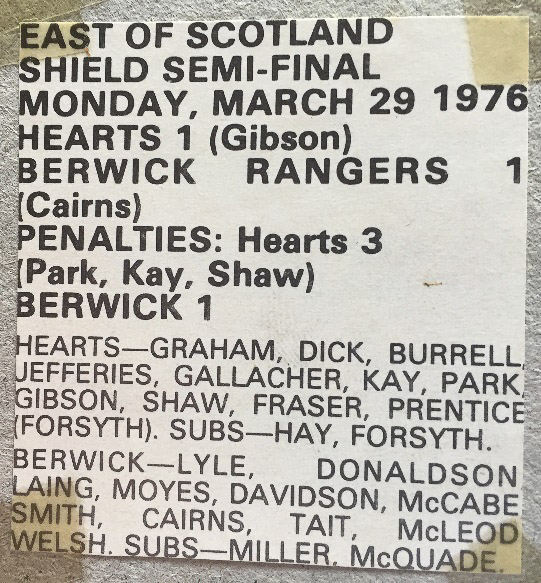 EAST OF SCOTLAND
SHIELD SEMI-FINAL
MONDAY, MARCH 29 1976
HEARTS 1 (Gibson)
BERWICK RANGERS 1
(Cairns)
PENALTIES: Hearts 3
(Park, Kay, Shaw)
BERWICK 1
HEARTS—GRAHAM, DICK, BURRELL,
JEFFERIES, GALLACHER, KAY, PARK,
GIBSON, SHAW, FRASER, PRENTICE
(FORSYTH). SUBS—HAY, FORSYTH.
BERWICK—LYLE, DONALDSON
LAING, MOYES, DAVIDSON, McCABE
SMITH, CAIRNS, TAIT, McLEOD
WELSH. SUBS—MILLER, McQUADE.